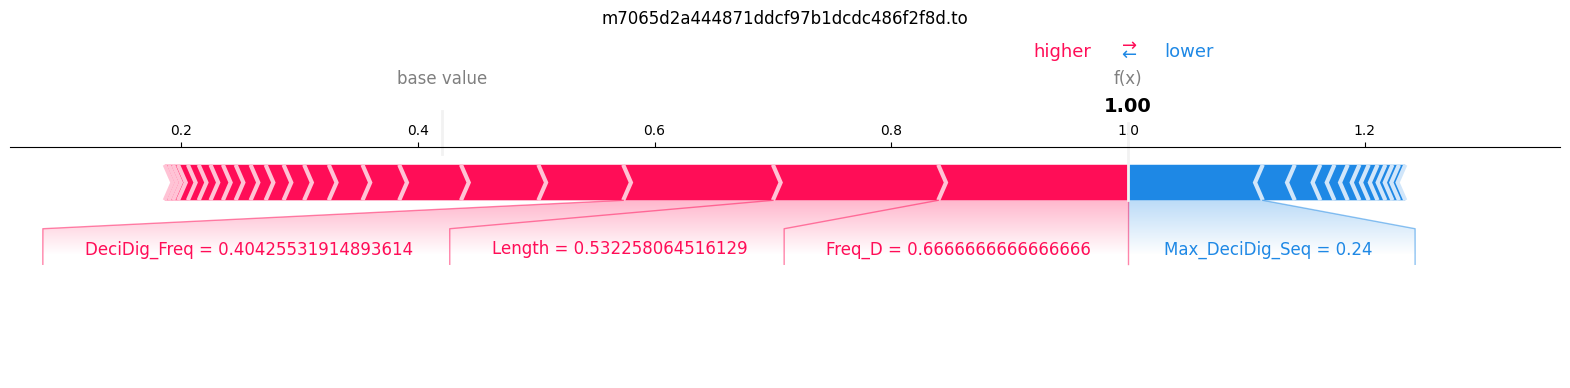 m7065d2a444871ddcf97b1dcdc486f2f8d.to
higher ⇄ lower
base value f(x)
1.00
0.2 0.4 0.6 0.8 1.0 1.2
DeciDig_Freq = 0.40425531914893614 Length = 0.532258064516129 Freq_D = 0.6666666666666666 Max_DeciDig_Seq = 0.24